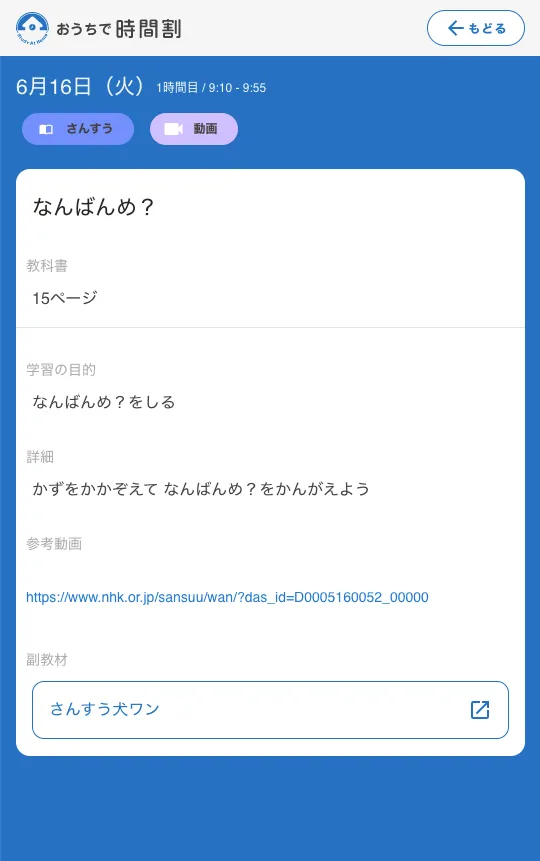 Study At Home
おうちで時間割
もどる
6月16日（火） 1時間目 / 9:10 - 9:55
さんすう 動画
なんばんめ？
教科書
15ページ
学習の目的
なんばんめ？をしる
詳細
かずをかかぞえて なんばんめ？をかんがえよう
参考動画
https://www.nhk.or.jp/sansuu/wan/?das_id=D0005160052_00000
副教材
さんすう犬ワン